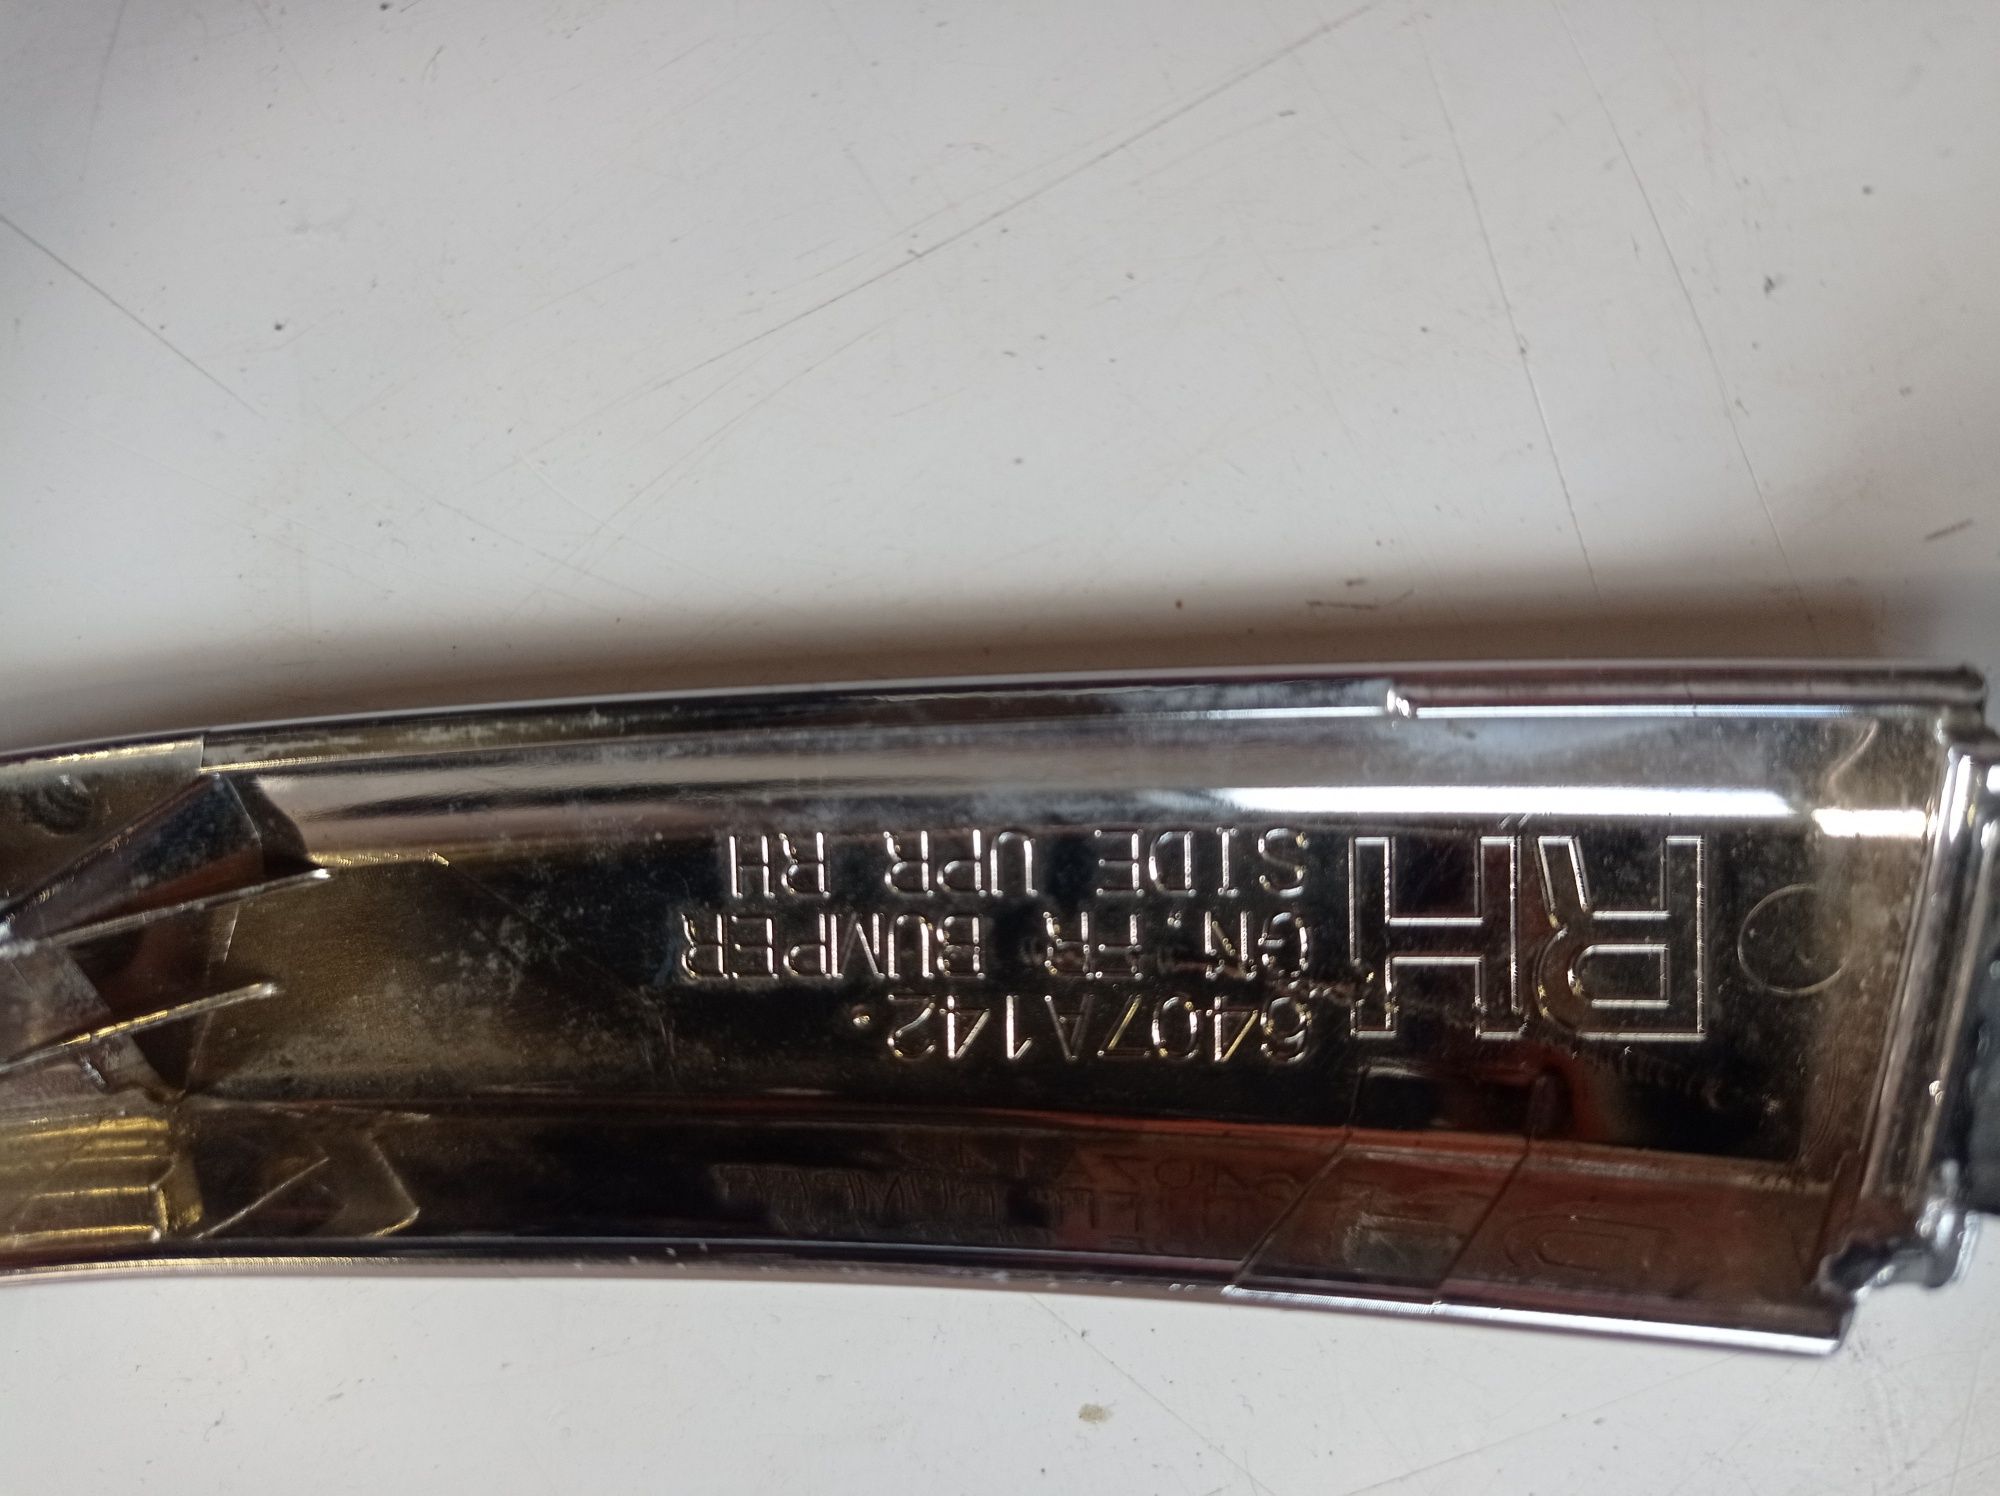 RH
6407A142.
GN.FR BUMPER
SIDE UPR RH